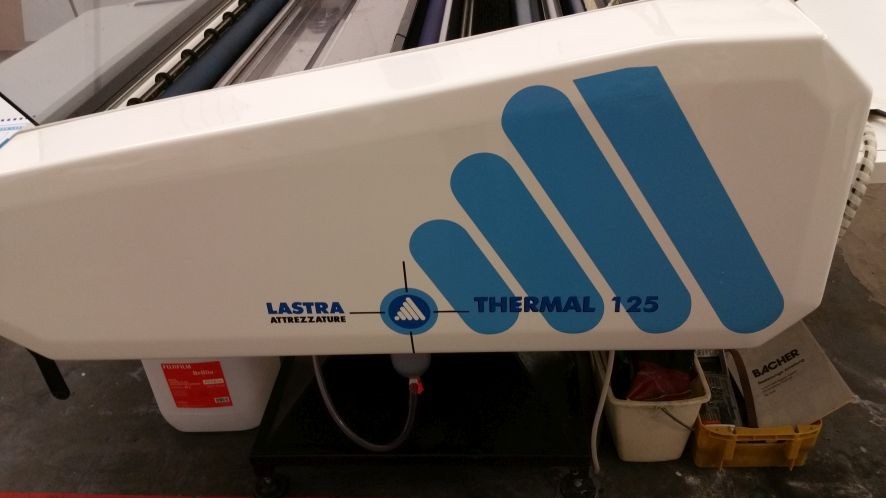 LASTRA
ATTREZZATURE
THERMAL 125
FUJIFILM
BACHER